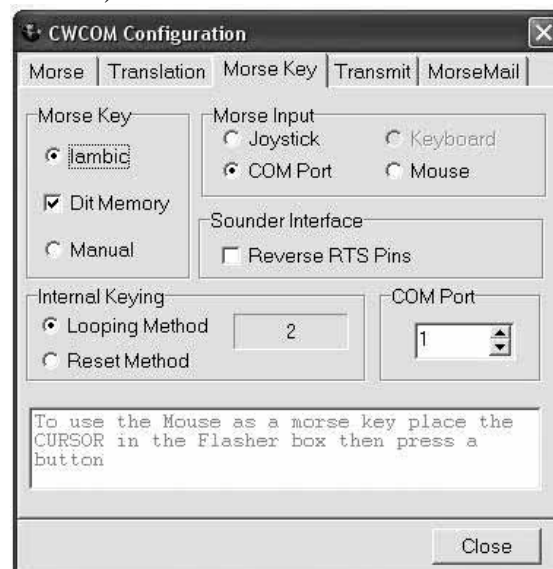 CWCOM Configuration
Morse Translation Morse Key Transmit MorseMail
Morse Key
Iambic
Dit Memory
Manual
Morse Input
Joystick Keyboard
COM Port Mouse
Sounder Interface
Reverse RTS Pins
Internal Keying
Looping Method 2
Reset Method
COM Port
1
To use the Mouse as a morse key place the
CURSOR in the Flasher box then press a
button
Close